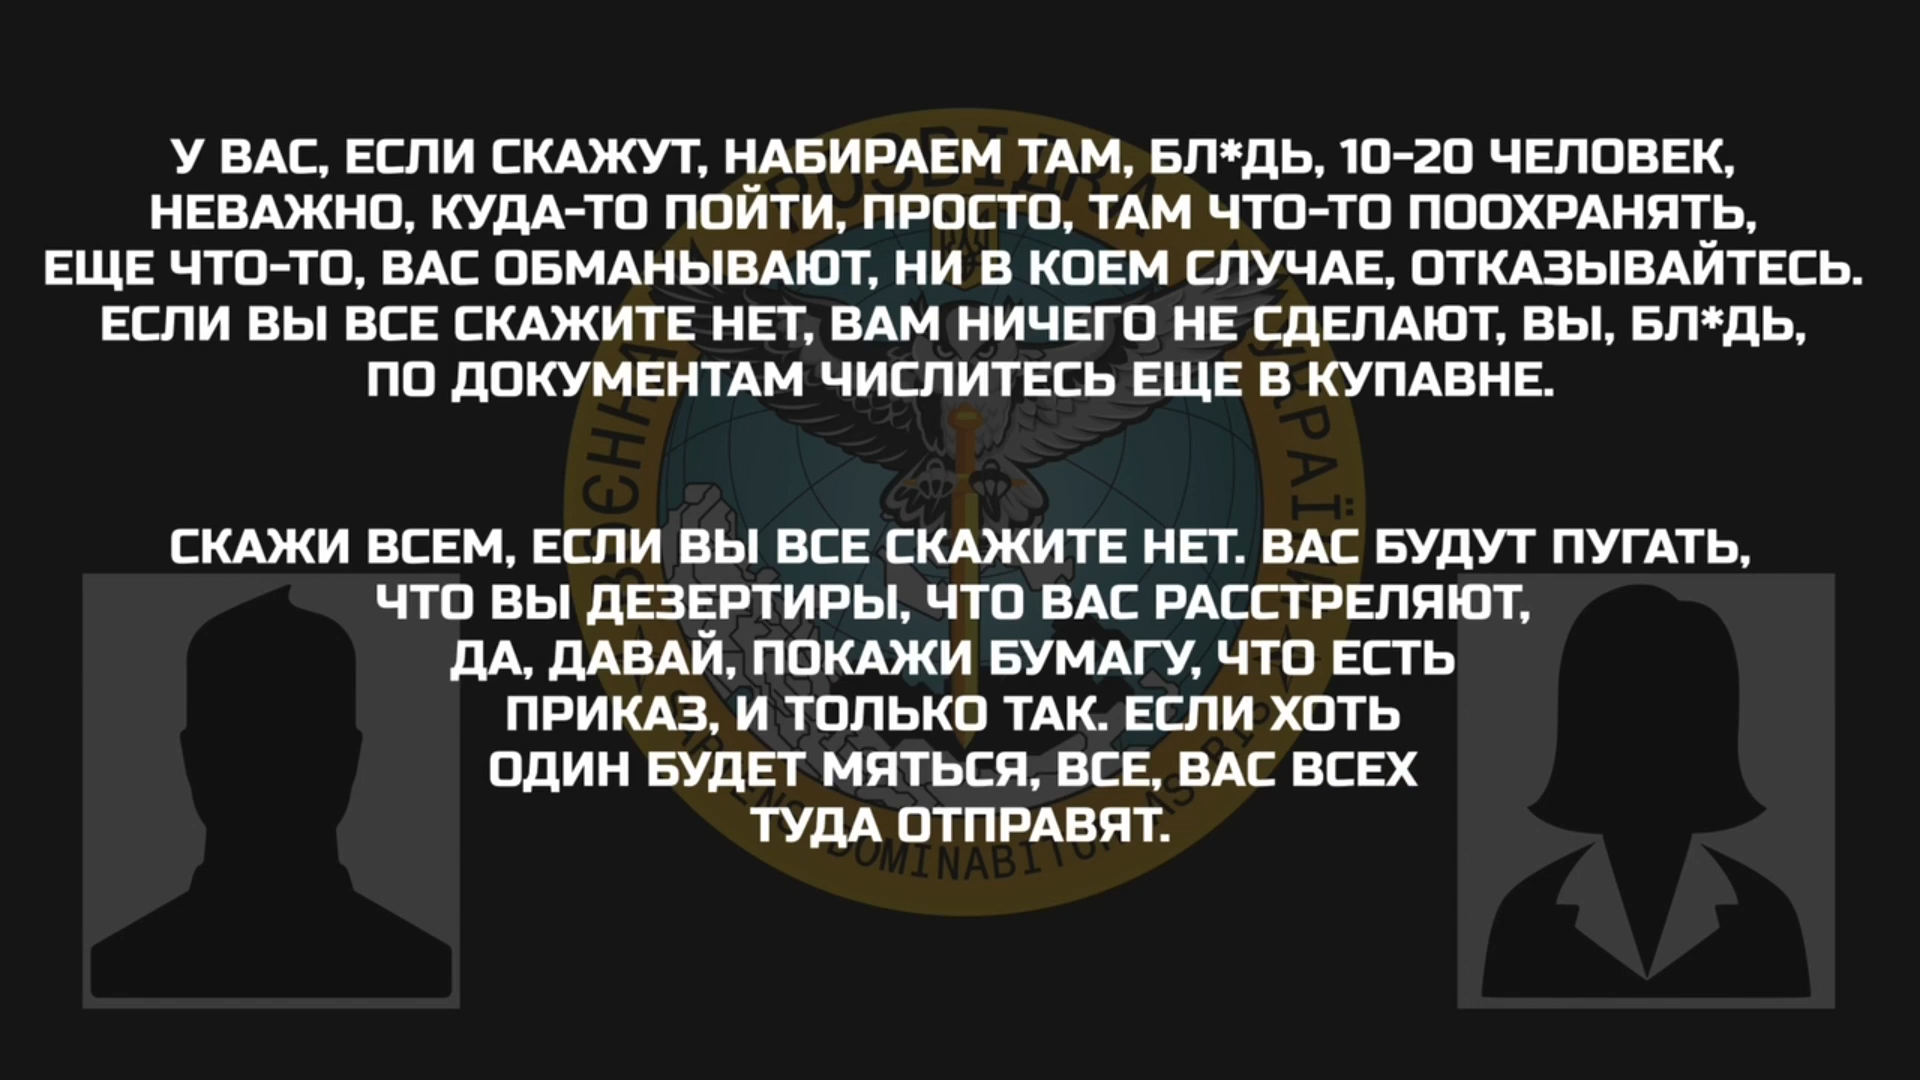 У ВАС, ЕСЛИ СКАЖУТ, НАБИРАЕМ ТАМ, БЛ*ДЬ, 10-20 ЧЕЛОВЕК,
НЕВАЖНО, КУДА-ТО ПОЙТИ, ПРОСТО, ТАМ ЧТО-ТО ПООХРАНЯТЬ,
ЕЩЕ ЧТО-ТО, ВАС ОБМАНЫВАЮТ, НИ В КОЕМ СЛУЧАЕ, ОТКАЗЫВАЙТЕСЬ.
ЕСЛИ ВЫ ВСЕ СКАЖИТЕ НЕТ, ВАМ НИЧЕГО НЕ СДЕЛАЮТ, ВЫ, БЛ*ДЬ,
ПО ДОКУМЕНТАМ ЧИСЛИТЕСЬ ЕЩЕ В КУПАВНЕ.
СКАЖИ ВСЕМ, ЕСЛИ ВЫ ВСЕ СКАЖИТЕ НЕТ. ВАС БУДУТ ПУГАТЬ,
ЧТО ВЫ ДЕЗЕРТИРЫ, ЧТО ВАС РАССТРЕЛЯЮТ,
ДА, ДАВАЙ, ПОКАЖИ БУМАГУ, ЧТО ЕСТЬ
ПРИКАЗ, И ТОЛЬКО ТАК. ЕСЛИ ХОТЬ
ОДИН БУДЕТ МЯТЬСЯ, ВСЕ, ВАС ВСЕХ
ТУДА ОТПРАВЯТ.
ВОЄННА РОЗВІДКА УКРАЇНИ